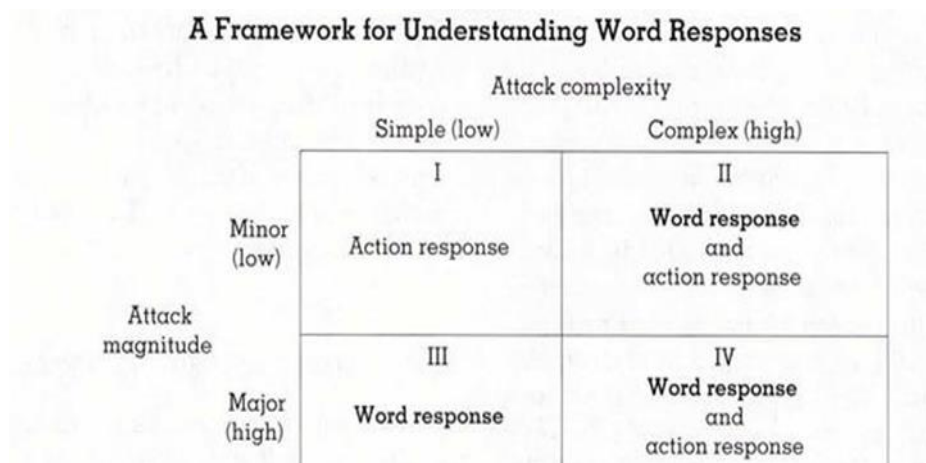 A Framework for Understanding Word Responses
Attack complexity
Simple (low)
Complex (high)
I
II
Minor
(low)
Action response
Word response
and
action response
Attack
magnitude
III
IV
Major
(high)
Word response
Word response
and
action response